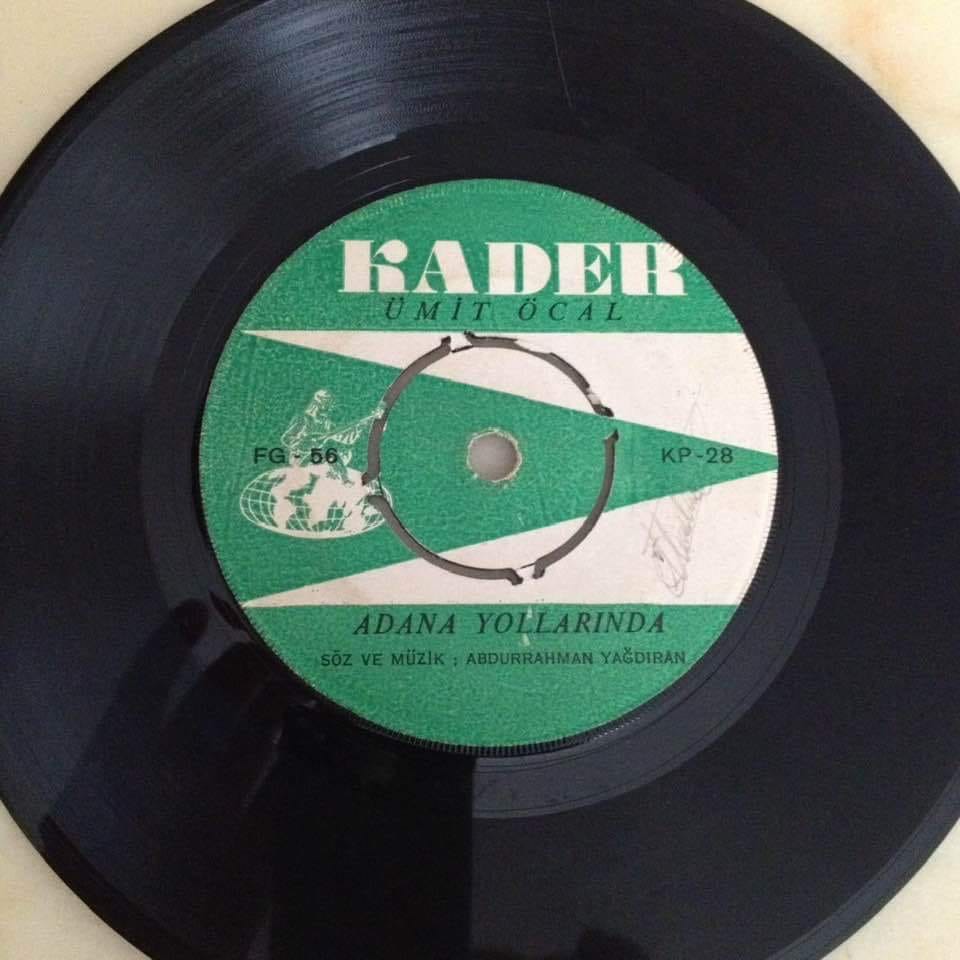 KADER
ÜMİT ÖCAL
FG - 56
KP -28
ADANA YOLLARINDA
SÖZ VE MÜZİK ; ABDURRAHMAN YAĞDIRAN